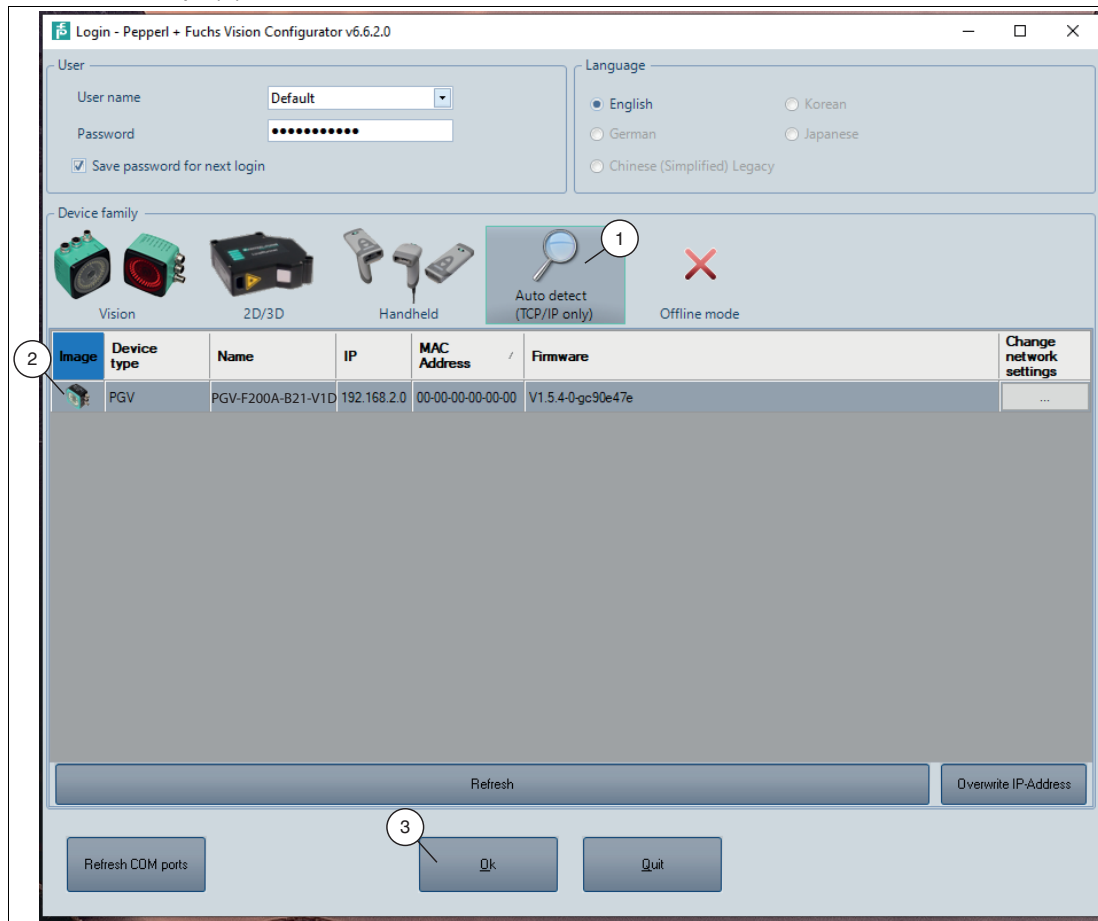 Login - Pepperl + Fuchs Vision Configurator v6.6.2.0
User
Language
User name
Default
English
Korean
Password
●●●●●●●●●●●
German
Japanese
Save password for next login
Chinese (Simplified) Legacy
Device family
1
Vision
2D/3D
Handheld
Auto detect
(TCP/IP only)
Offline mode
2
Image
Device
type
Name
IP
MAC
Address
Firmware
Change
network
settings
PGV
PGV-F200A-B21-V1D
192.168.2.0
00-00-00-00-00-00
V1.5.4-0-gc90e47e
...
Refresh
Overwrite IP-Address
3
Refresh COM ports
Ok
Quit